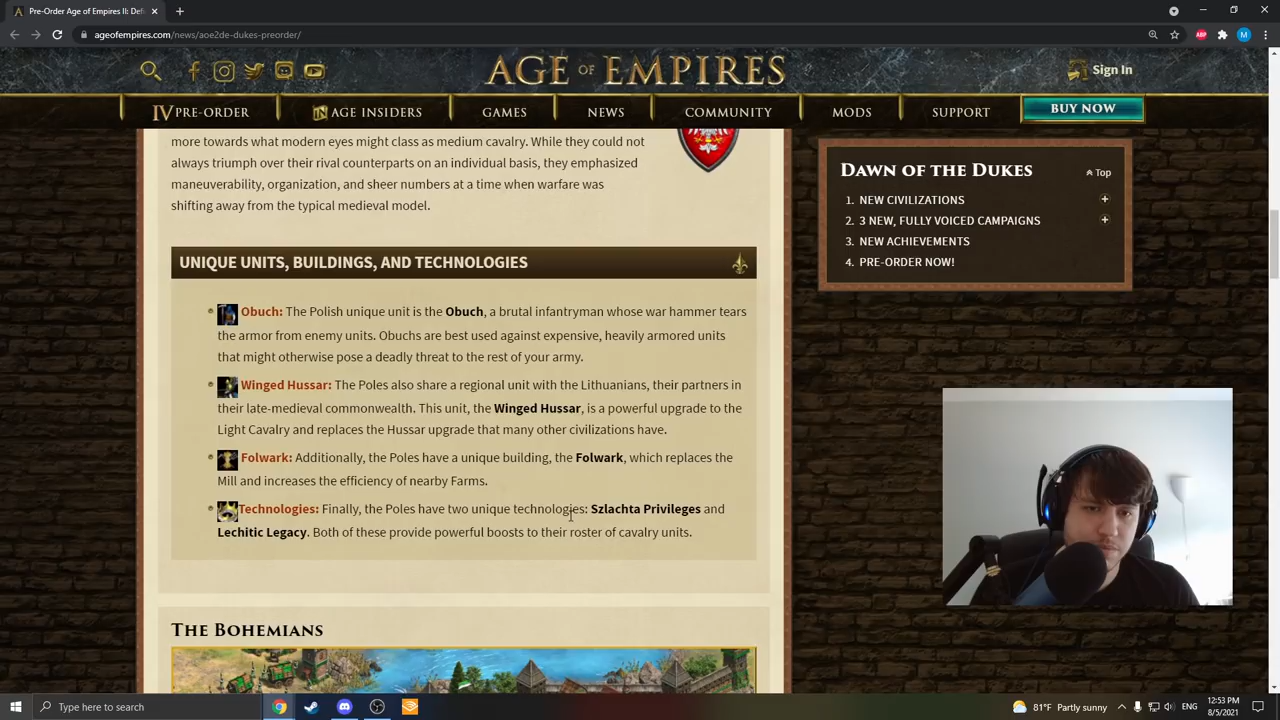 Pre-Order Age of Empires II: Def
ageofempires.com/news/aoe2de-dukes-preorder/
ABP
M
AGE OF EMPIRES
Sign In
IV PRE-ORDER
AGE INSIDERS
GAMES
NEWS
COMMUNITY
MODS
SUPPORT
BUY NOW
more towards what modern eyes might class as medium cavalry. While they could not
always triumph over their rival counterparts on an individual basis, they emphasized
maneuverability, organization, and sheer numbers at a time when warfare was
shifting away from the typical medieval model.
UNIQUE UNITS, BUILDINGS, AND TECHNOLOGIES
Obuch: The Polish unique unit is the Obuch, a brutal infantryman whose war hammer tears
the armor from enemy units. Obuchs are best used against expensive, heavily armored units
that might otherwise pose a deadly threat to the rest of your army.
Winged Hussar: The Poles also share a regional unit with the Lithuanians, their partners in
their late-medieval commonwealth. This unit, the Winged Hussar, is a powerful upgrade to the
Light Cavalry and replaces the Hussar upgrade that many other civilizations have.
Folwark: Additionally, the Poles have a unique building, the Folwark, which replaces the
Mill and increases the efficiency of nearby Farms.
Technologies: Finally, the Poles have two unique technologies: Szlachta Privileges and
Lechitic Legacy. Both of these provide powerful boosts to their roster of cavalry units.
THE BOHEMIANS
DAWN OF THE DUKES
Top
1. NEW CIVILIZATIONS
2. 3 NEW, FULLY VOICED CAMPAIGNS
3. NEW ACHIEVEMENTS
4. PRE-ORDER NOW!
Type here to search
81°F Partly sunny
12:53 PM
8/5/2021